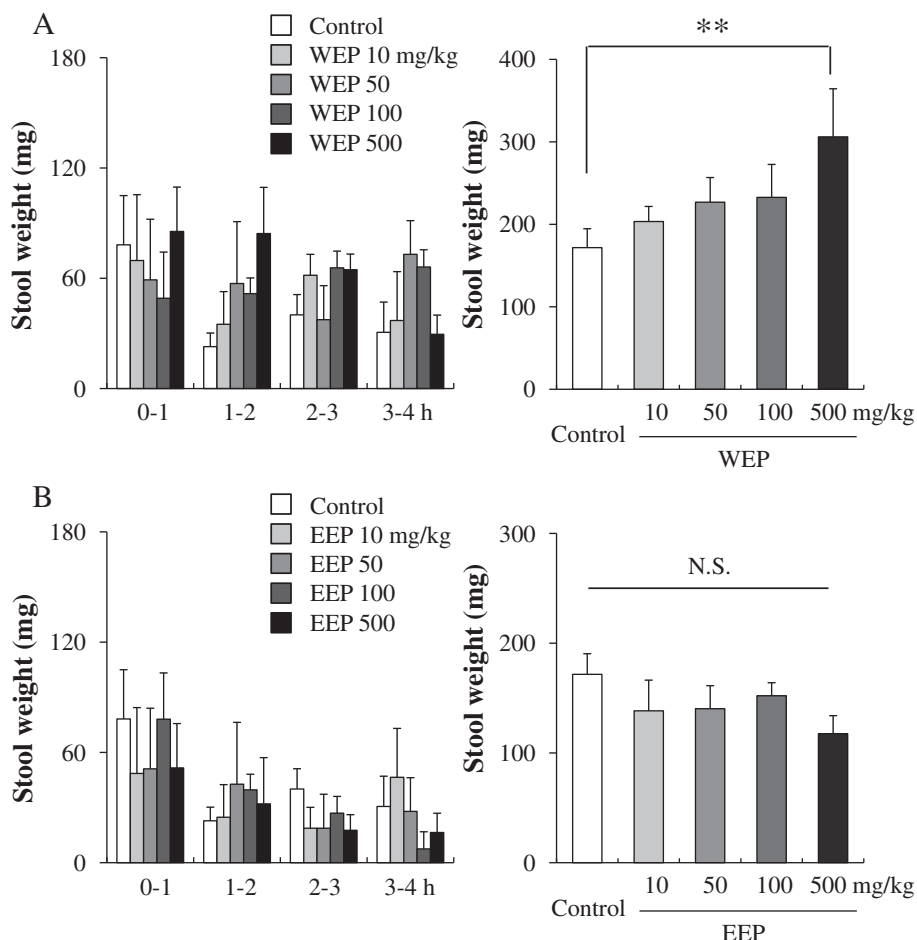 A
180
120
60
0
Stool weight (mg)
Control
WEP 10 mg/kg
WEP 50
WEP 100
WEP 500
0-1 1-2 2-3 3-4 h
**
400
300
200
100
0
Stool weight (mg)
10 50 100 500 mg/kg
Control
WEP
B
180
120
60
0
Stool weight (mg)
Control
EEP 10 mg/kg
EEP 50
EEP 100
EEP 500
0-1 1-2 2-3 3-4 h
N.S.
300
200
100
0
Stool weight (mg)
10 50 100 500 mg/kg
Control
EEP